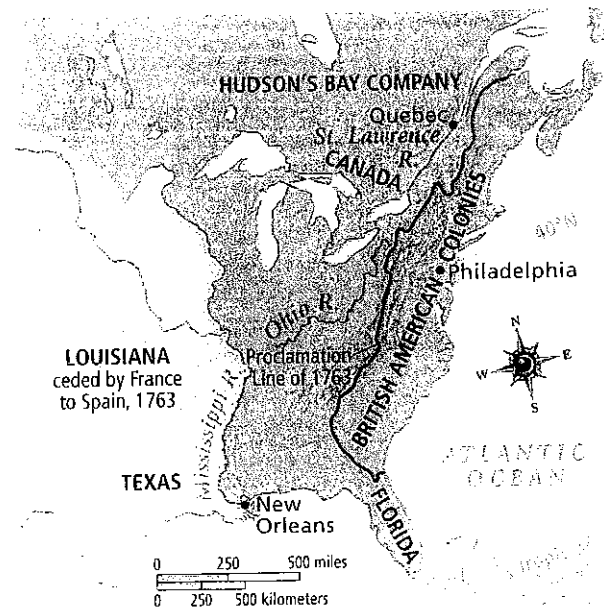 HUDSON'S BAY COMPANY
Quebec
St. Lawrence
R.
CANADA
BRITISH AMERICAN COLONIES
40°N
Philadelphia
Ohio R.
LOUISIANA
ceded by France
to Spain, 1763
Proclamation
Line of 1763
Mississippi R.
N
W
E
S
ATLANTIC
OCEAN
TEXAS
New
Orleans
FLORIDA
0 250 500 miles
0 250 500 kilometers